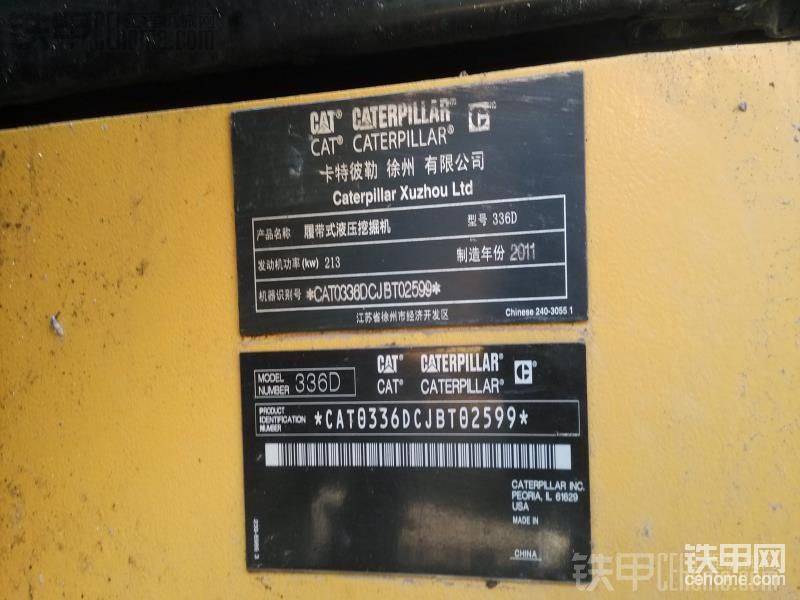 铁甲 cehome.com
CAT® CATERPILLAR®
CAT® CATERPILLAR®
卡特彼勒 徐州 有限公司
Caterpillar Xuzhou Ltd
产品名称 履带式液压挖掘机 型号 336D
发动机功率(kw) 213 制造年份 2011
机器识别号 *CAT0336DCJBT02599*
江苏省徐州市经济开发区 Chinese 240-3055 1
CAT® CATERPILLAR®
CAT® CATERPILLAR®
MODEL NUMBER 336D
PRODUCT IDENTIFICATION NUMBER *CAT0336DCJBT02599*
CATERPILLAR INC.
PEORIA, IL 61629
USA
MADE IN
CHINA
铁甲网
cehome.com